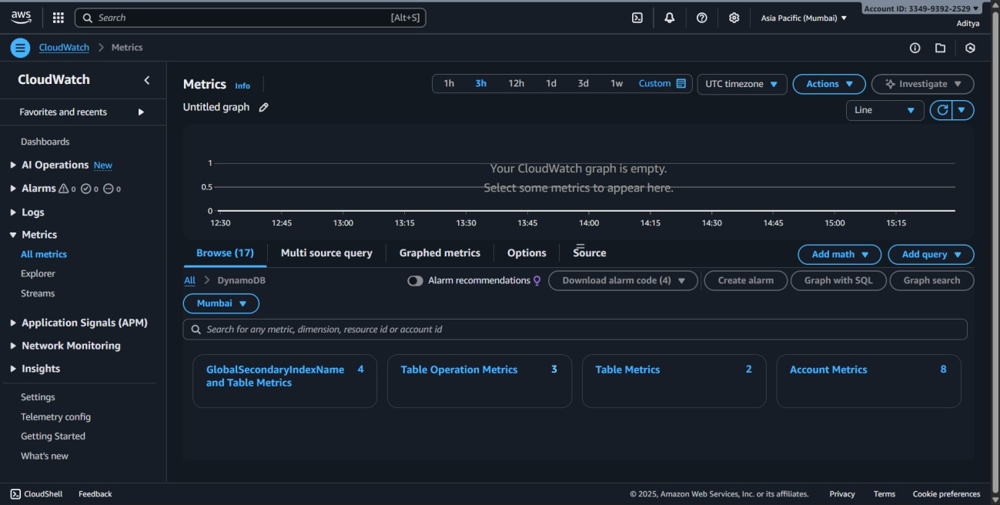 aws
Search [Alt+S]
Asia Pacific (Mumbai)
Account ID: 3349-9392-2529
Aditya
CloudWatch > Metrics
CloudWatch
Favorites and recents
Dashboards
AI Operations New
Alarms 0 0 0
Logs
Metrics
All metrics
Explorer
Streams
Application Signals (APM)
Network Monitoring
Insights
Settings
Telemetry config
Getting Started
What's new
Metrics Info
1h 3h 12h 1d 3d 1w Custom UTC timezone Actions Investigate
Untitled graph
Line
Your CloudWatch graph is empty.
Select some metrics to appear here.
1
0.5
0
12:30 12:45 13:00 13:15 13:30 13:45 14:00 14:15 14:30 14:45 15:00 15:15
Browse (17) Multi source query Graphed metrics Options Source Add math Add query
All > DynamoDB Alarm recommendations Download alarm code (4) Create alarm Graph with SQL Graph search
Mumbai
Search for any metric, dimension, resource id or account id
GlobalSecondaryIndexName 4
and Table Metrics
Table Operation Metrics 3
Table Metrics 2
Account Metrics 8
CloudShell Feedback © 2025, Amazon Web Services, Inc. or its affiliates. Privacy Terms Cookie preferences